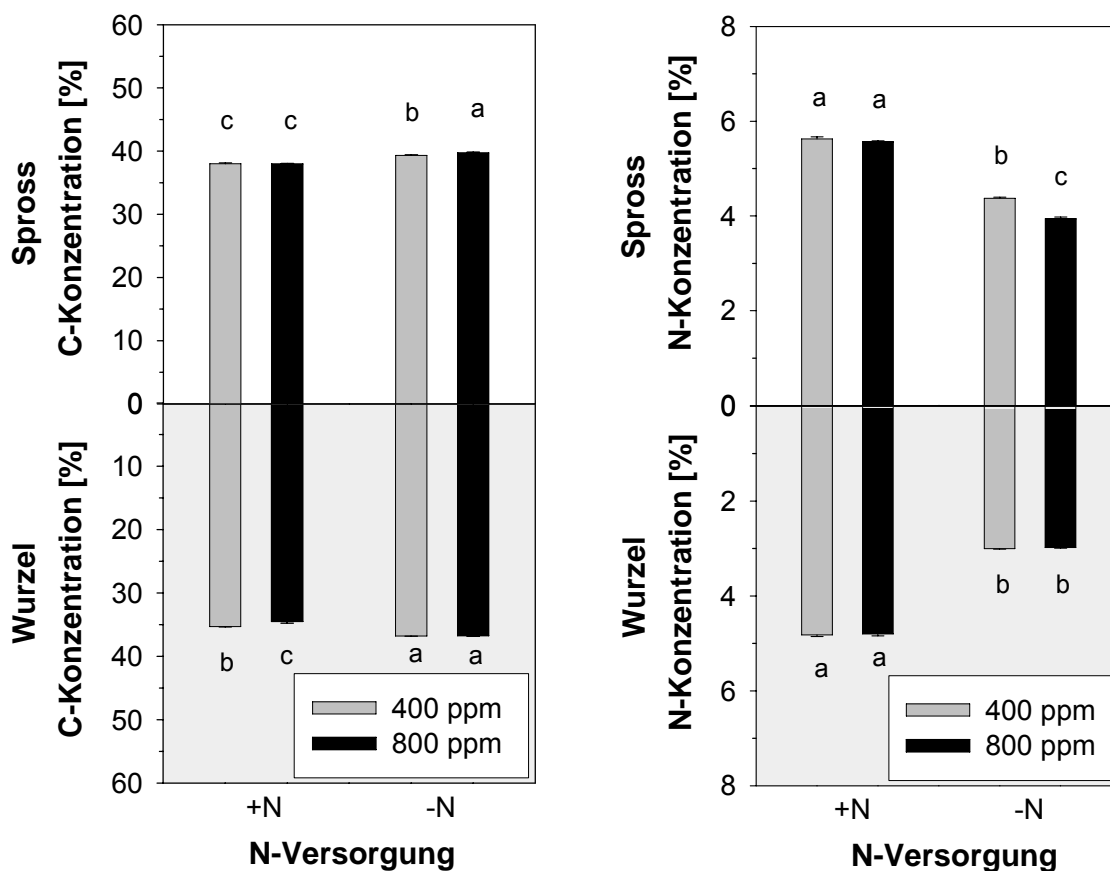 Spross
C-Konzentration [%]
60
50
40
30
20
10
0
c c b a
Wurzel
C-Konzentration [%]
10
20
30
40
50
60
b c a a
400 ppm
800 ppm
+N -N
N-Versorgung
Spross
N-Konzentration [%]
8
6
4
2
0
a a b c
Wurzel
N-Konzentration [%]
2
4
6
8
b b
a a
400 ppm
800 ppm
+N -N
N-Versorgung